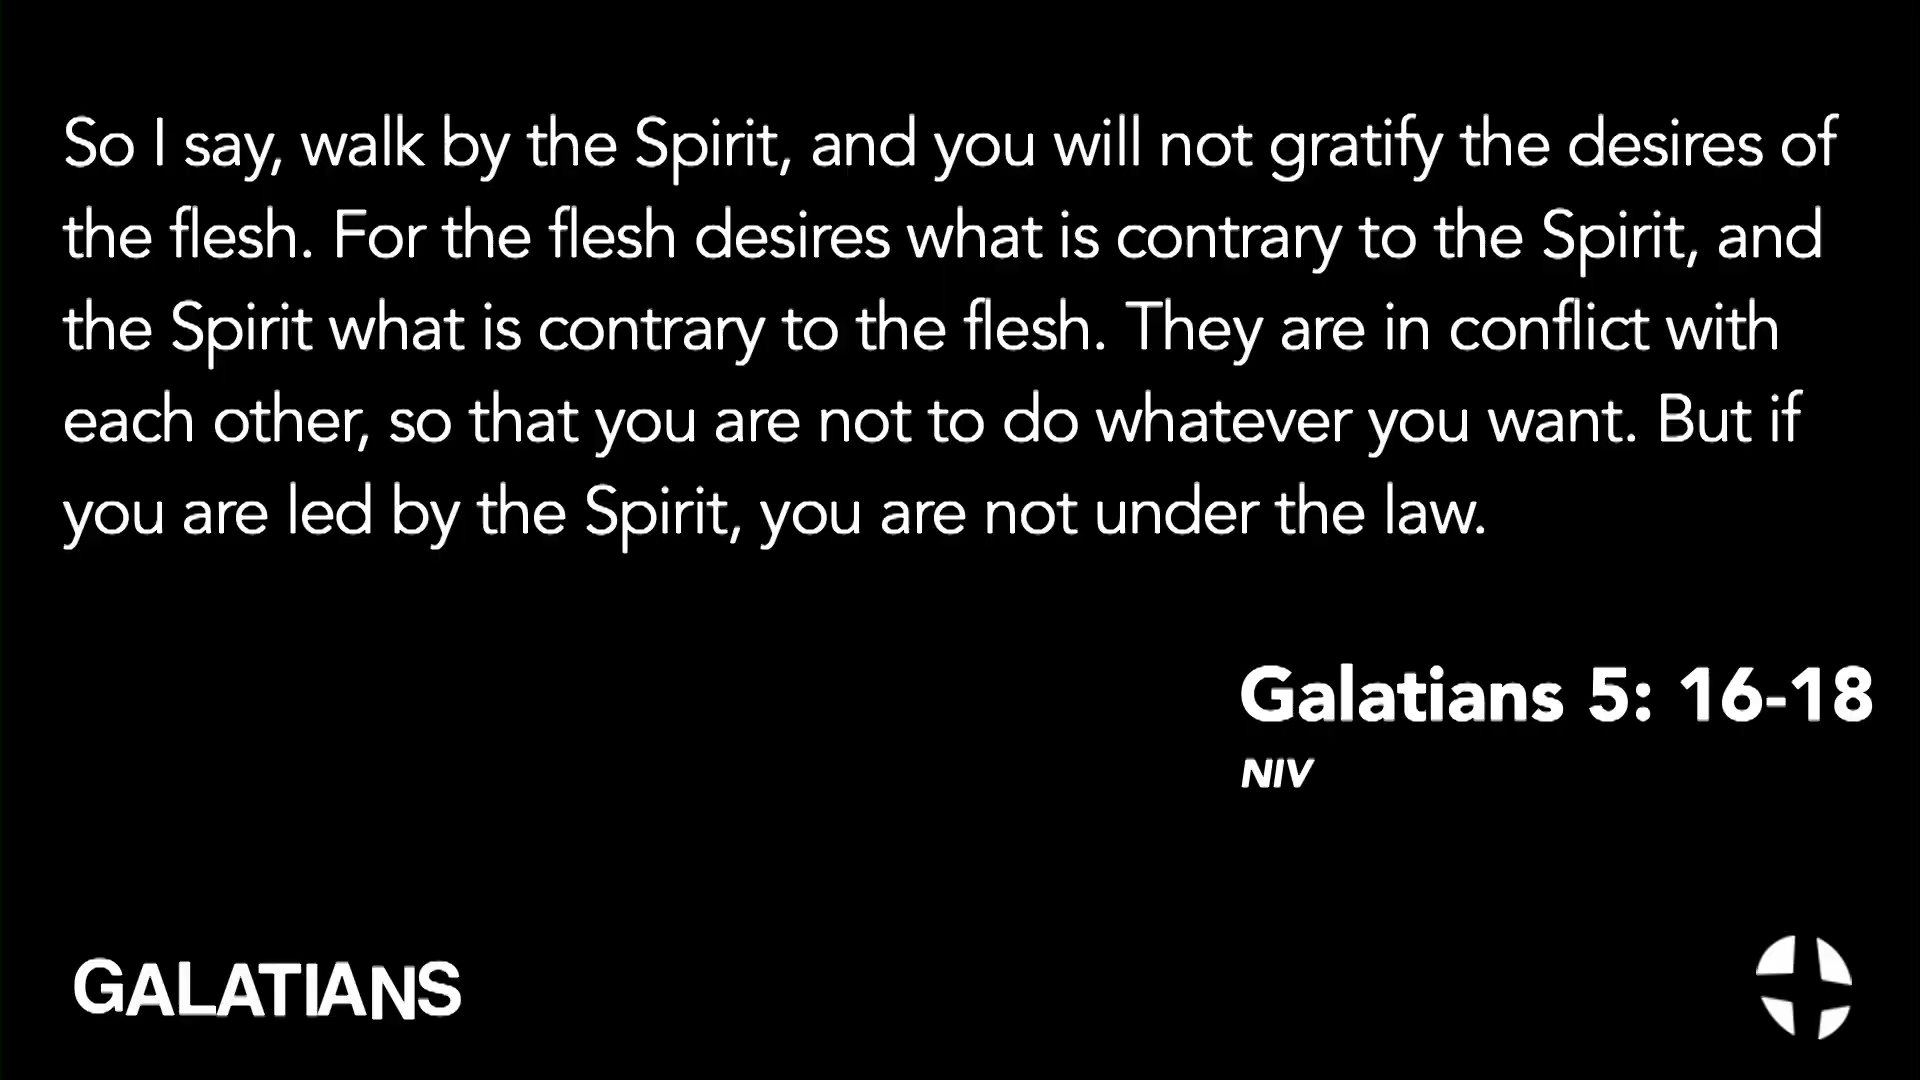 So I say, walk by the Spirit, and you will not gratify the desires of
the flesh. For the flesh desires what is contrary to the Spirit, and
the Spirit what is contrary to the flesh. They are in conflict with
each other, so that you are not to do whatever you want. But if
you are led by the Spirit, you are not under the law.
Galatians 5: 16-18
NIV
GALATIANS